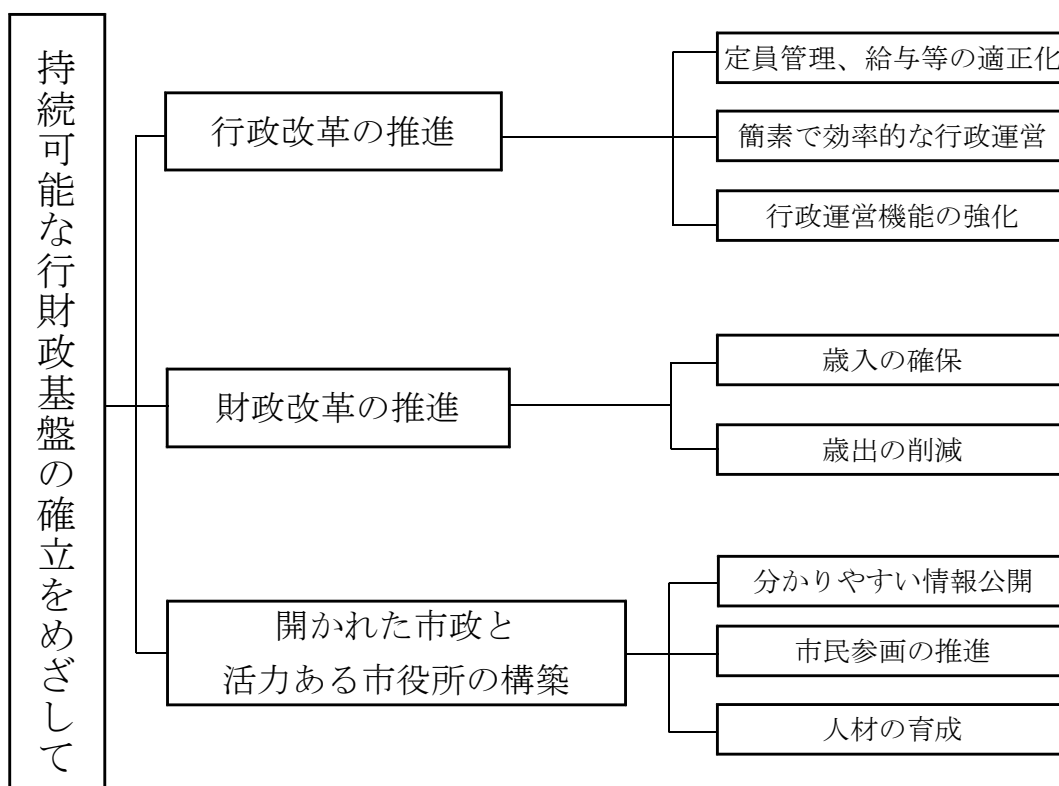 持続可能な行財政基盤の確立をめざして
行政改革の推進
定員管理、給与等の適正化
簡素で効率的な行政運営
行政運営機能の強化
財政改革の推進
歳入の確保
歳出の削減
開かれた市政と
活力ある市役所の構築
分かりやすい情報公開
市民参画の推進
人材の育成